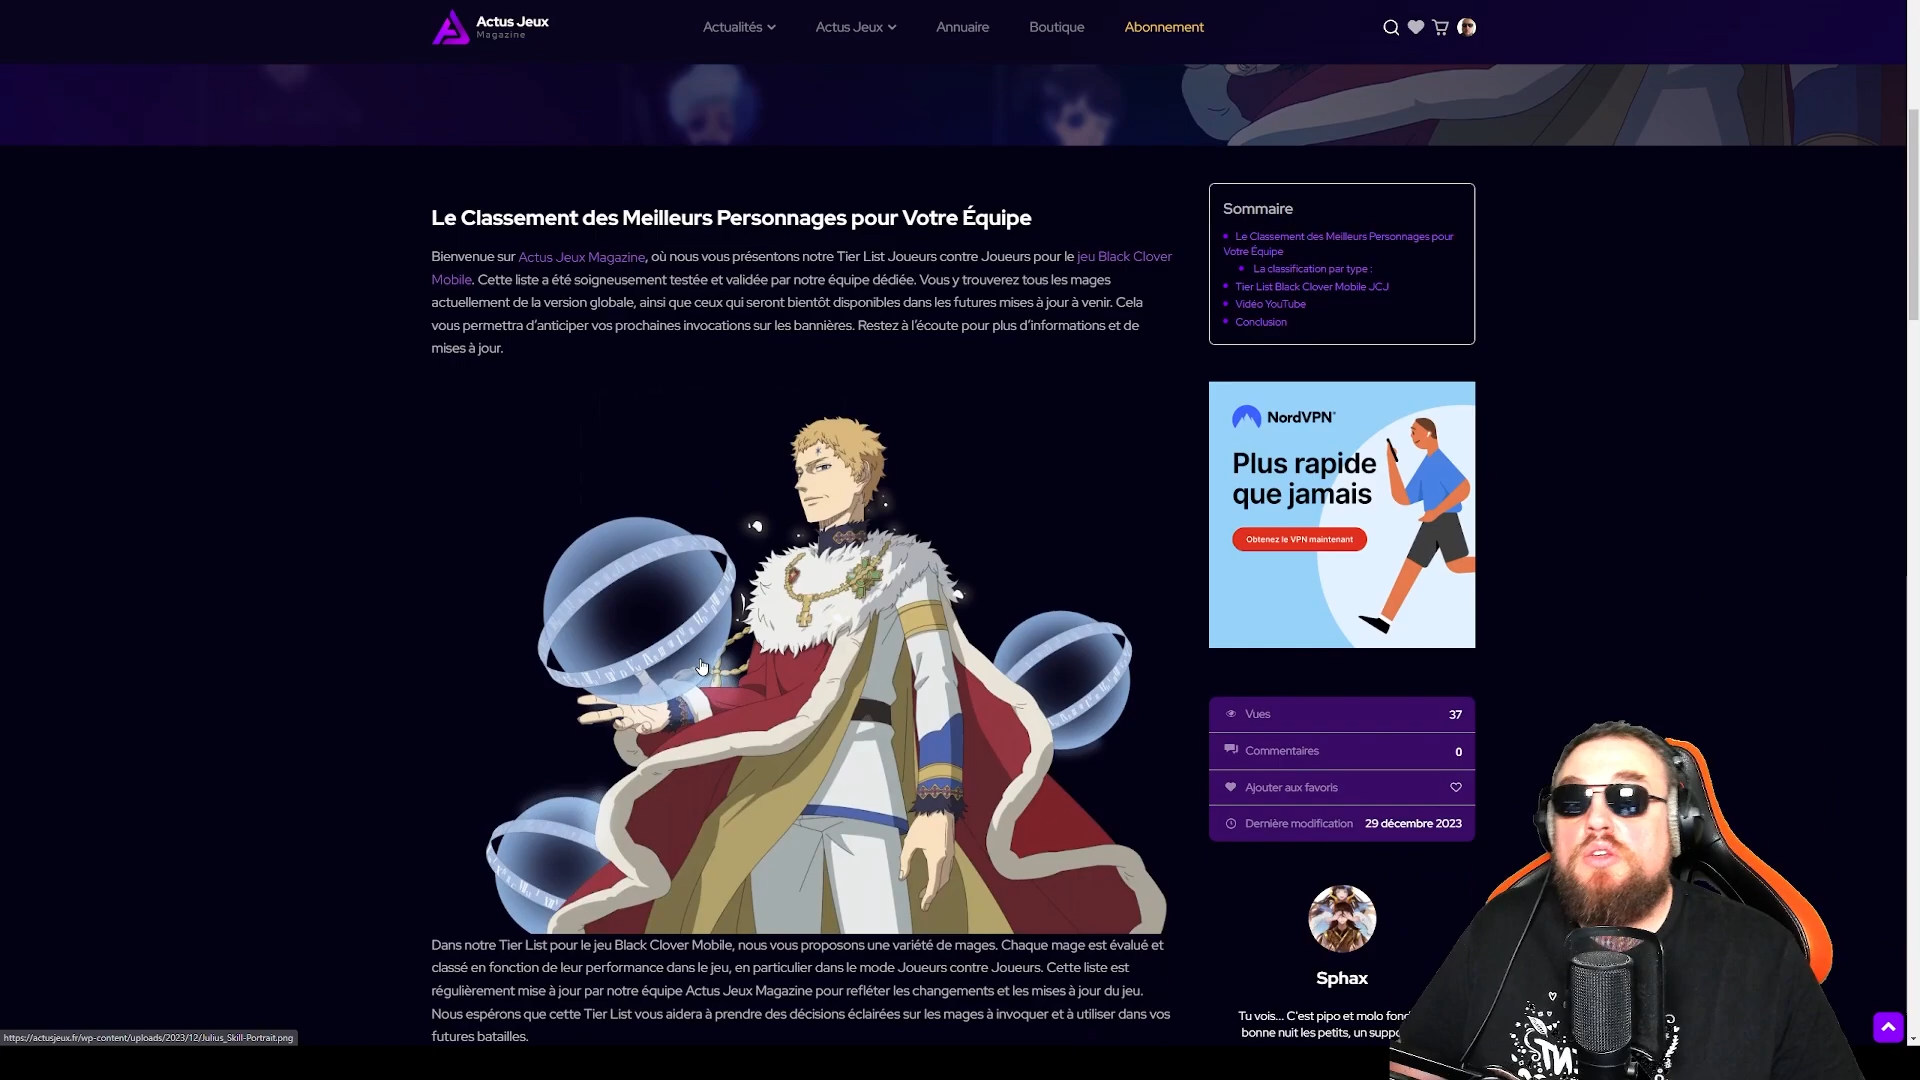 Actus Jeux
Magazine
Actualités
Actus Jeux
Annuaire
Boutique
Abonnement
Le Classement des Meilleurs Personnages pour Votre Équipe
Bienvenue sur Actus Jeux Magazine, où nous vous présentons notre Tier List Joueurs contre Joueurs pour le jeu Black Clover
Mobile. Cette liste a été soigneusement testée et validée par notre équipe dédiée. Vous y trouverez tous les mages
actuellement de la version globale, ainsi que ceux qui seront bientôt disponibles dans les futures mises à jour à venir. Cela
vous permettra d'anticiper vos prochaines invocations sur les bannières. Restez à l'écoute pour plus d'informations et de
mises à jour.
Dans notre Tier List pour le jeu Black Clover Mobile, nous vous proposons une variété de mages. Chaque mage est évalué et
classé en fonction de leur performance dans le jeu, en particulier dans le mode Joueurs contre Joueurs. Cette liste est
régulièrement mise à jour par notre équipe Actus Jeux Magazine pour refléter les changements et les mises à jour du jeu.
Nous espérons que cette Tier List vous aidera à prendre des décisions éclairées sur les mages à invoquer et à utiliser dans vos
futures batailles.
Sommaire
Le Classement des Meilleurs Personnages pour
Votre Équipe
La classification par type :
Tier List Black Clover Mobile JCJ
Vidéo YouTube
Conclusion
NordVPN
Plus rapide
que jamais
Obtenez le VPN maintenant
Vues 37
Commentaires 0
Ajouter aux favoris
Dernière modification 29 décembre 2023
Sphax
Tu vois... C'est pipo et molo
bonne nuit les petits, un
https://actusjeux.fr/wp-content/uploads/2023/12/Julius_Skill-Portrait.png